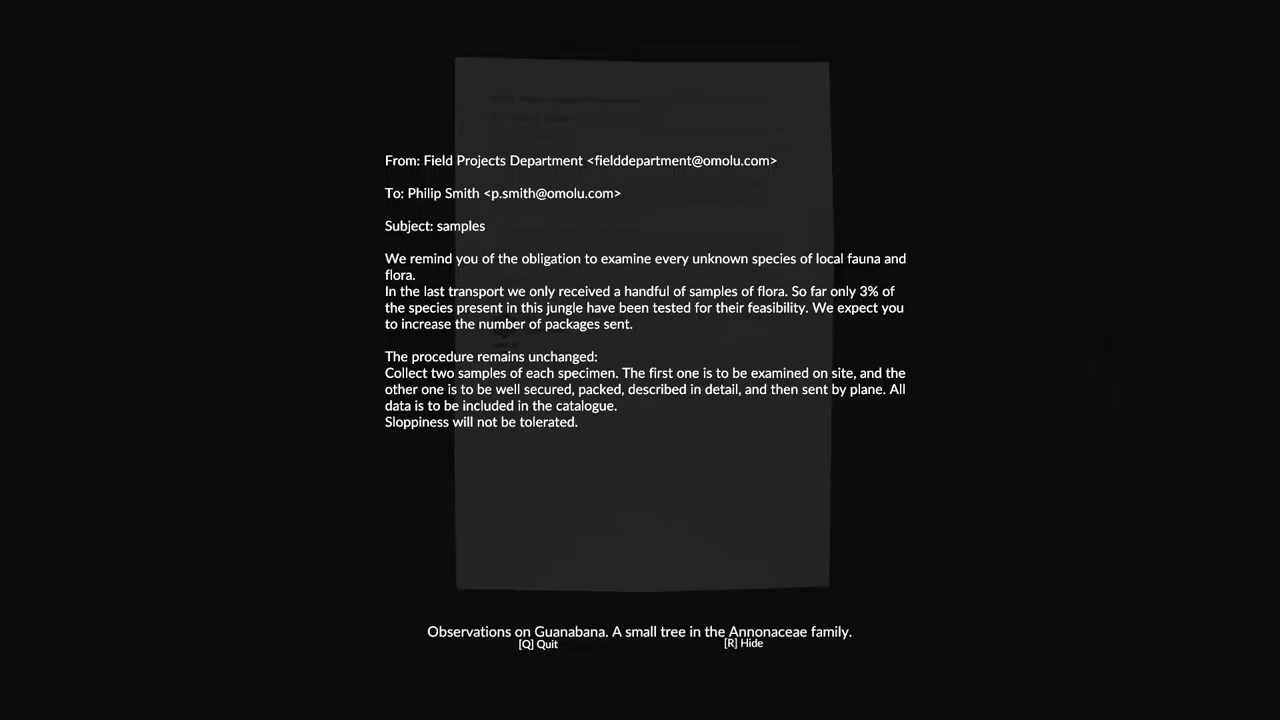 From: Field Projects Department <fielddepartment@omolu.com>
To: Philip Smith <p.smith@omolu.com>
Subject: samples
We remind you of the obligation to examine every unknown species of local fauna and
flora.
In the last transport we only received a handful of samples of flora. So far only 3% of
the species present in this jungle have been tested for their feasibility. We expect you
to increase the number of packages sent.
The procedure remains unchanged:
Collect two samples of each specimen. The first one is to be examined on site, and the
other one is to be well secured, packed, described in detail, and then sent by plane. All
data is to be included in the catalogue.
Sloppiness will not be tolerated.
Observations on Guanabana. A small tree in the Annonaceae family.
[Q] Quit [R] Hide